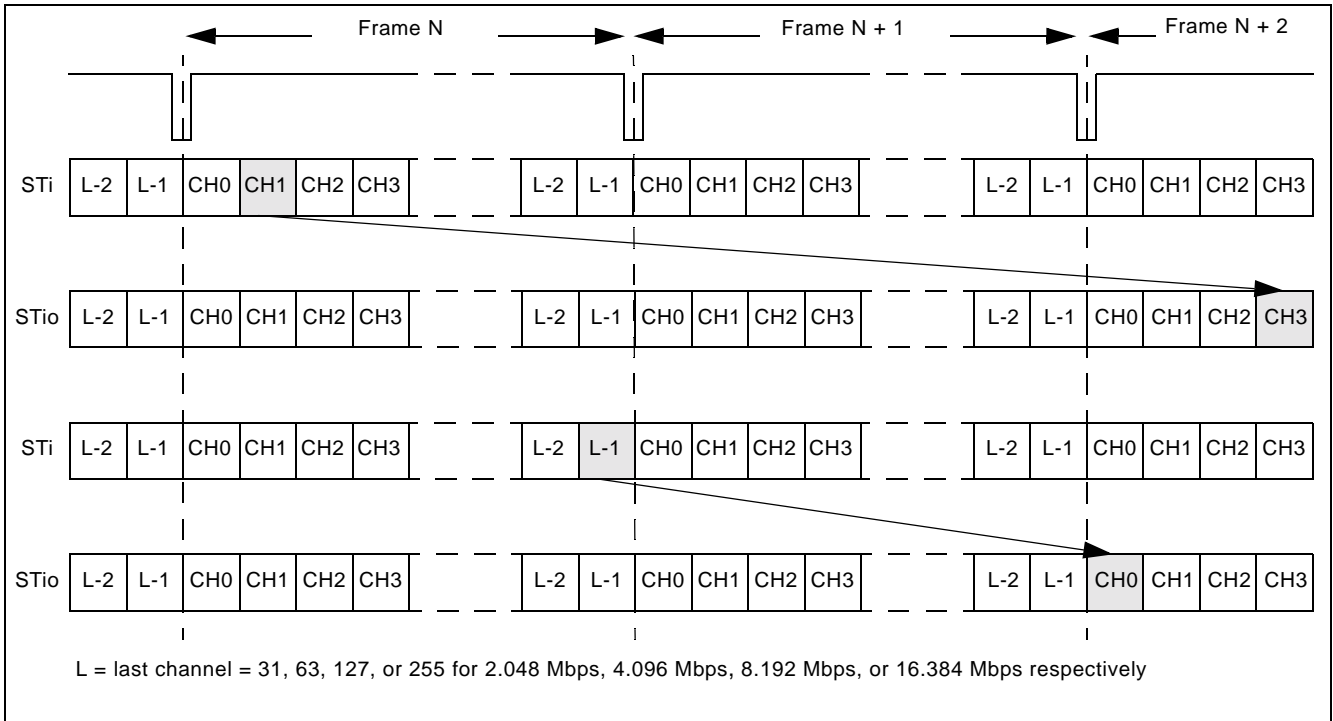 Frame N Frame N + 1 Frame N + 2
STi L-2 L-1 CH0 CH1 CH2 CH3 L-2 L-1 CH0 CH1 CH2 CH3 L-2 L-1 CH0 CH1 CH2 CH3
STio L-2 L-1 CH0 CH1 CH2 CH3 L-2 L-1 CH0 CH1 CH2 CH3 L-2 L-1 CH0 CH1 CH2 CH3
STi L-2 L-1 CH0 CH1 CH2 CH3 L-2 L-1 CH0 CH1 CH2 CH3 L-2 L-1 CH0 CH1 CH2 CH3
STio L-2 L-1 CH0 CH1 CH2 CH3 L-2 L-1 CH0 CH1 CH2 CH3 L-2 L-1 CH0 CH1 CH2 CH3
L = last channel = 31, 63, 127, or 255 for 2.048 Mbps, 4.096 Mbps, 8.192 Mbps, or 16.384 Mbps respectively